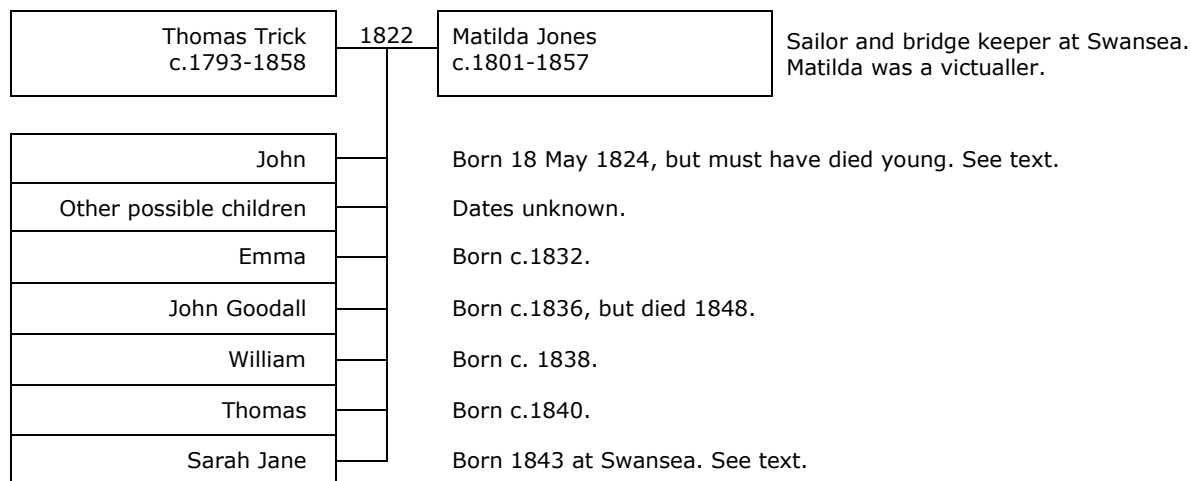 Thomas Trick
c.1793-1858
1822
Matilda Jones
c.1801-1857
Sailor and bridge keeper at Swansea.
Matilda was a victualler.
John
Born 18 May 1824, but must have died young. See text.
Other possible children
Dates unknown.
Emma
Born c.1832.
John Goodall
Born c.1836, but died 1848.
William
Born c. 1838.
Thomas
Born c.1840.
Sarah Jane
Born 1843 at Swansea. See text.